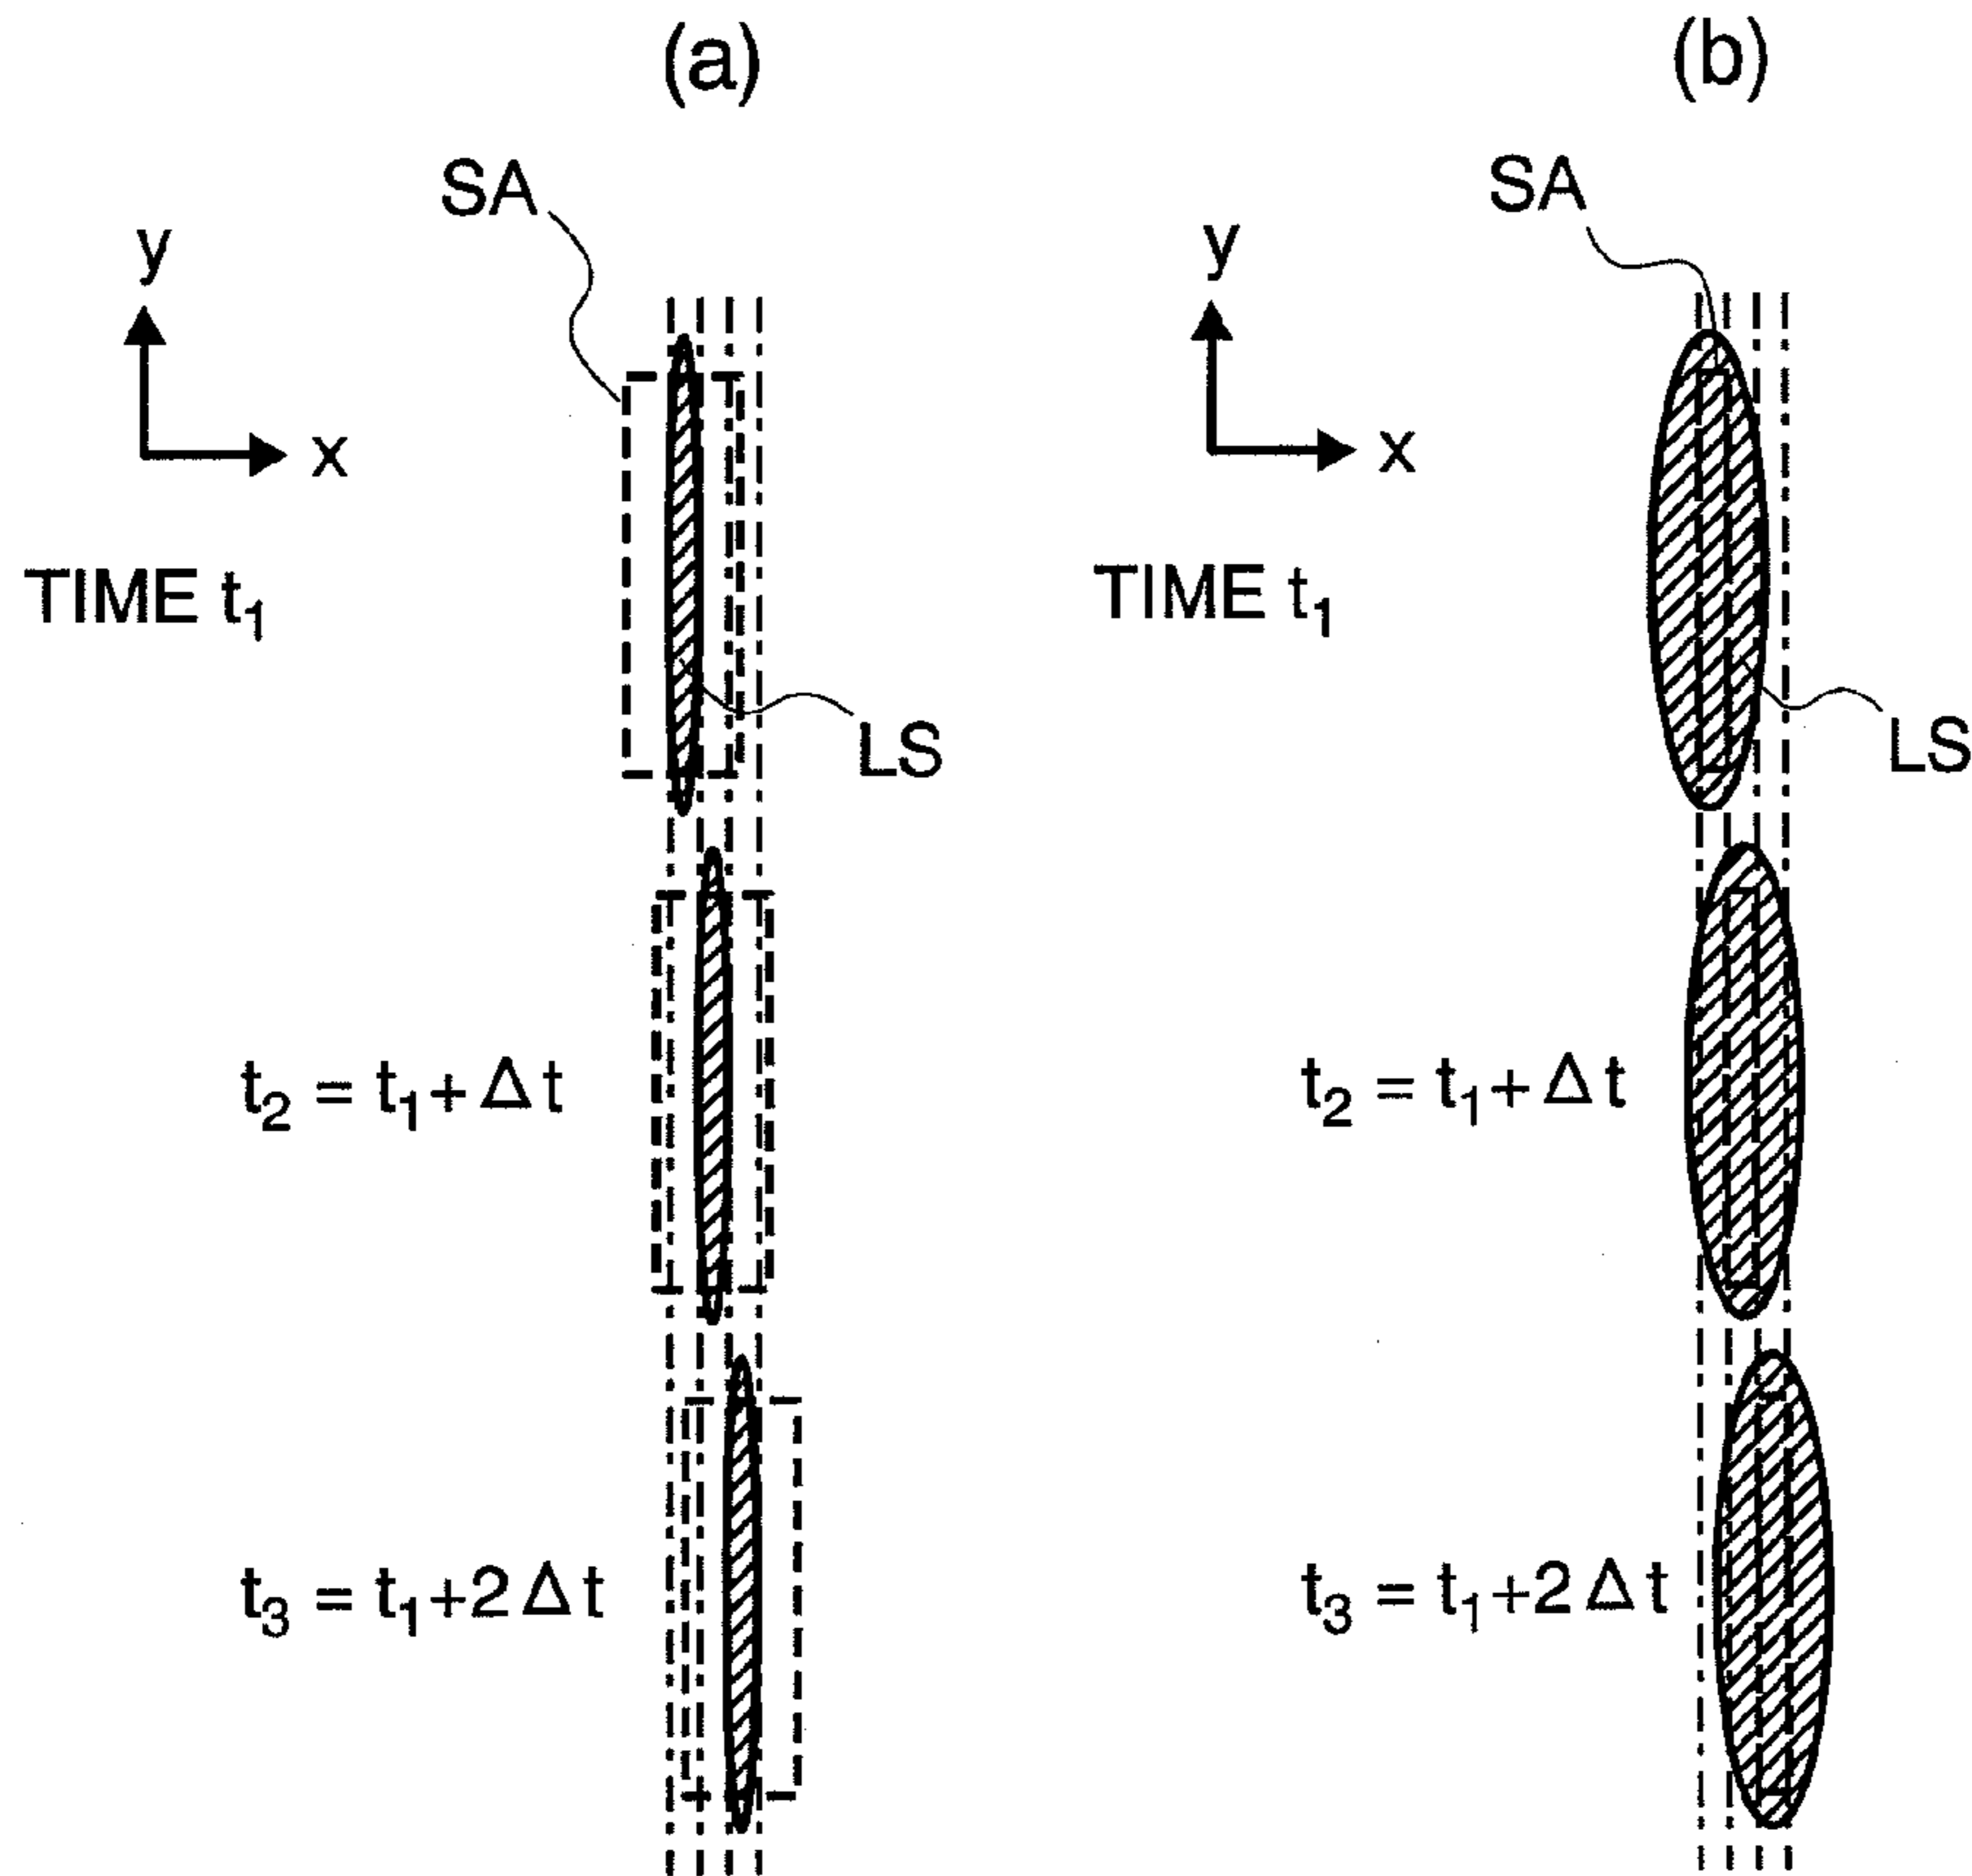 (a)
SA
y
x
TIME t₁
LS
t₂ = t₁ + Δt
t₃ = t₁+2Δt
(b)
SA
y
x
TIME t₁
LS
t₂ = t₁ + Δt
t₃ = t₁+2Δt